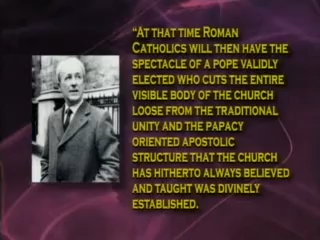 “At that time Roman
Catholics will then have the
spectacle of a pope validly
elected who cuts the entire
visible body of the church
loose from the traditional
unity and the papacy
oriented apostolic
structure that the church
has hitherto always believed
and taught was divinely
established.